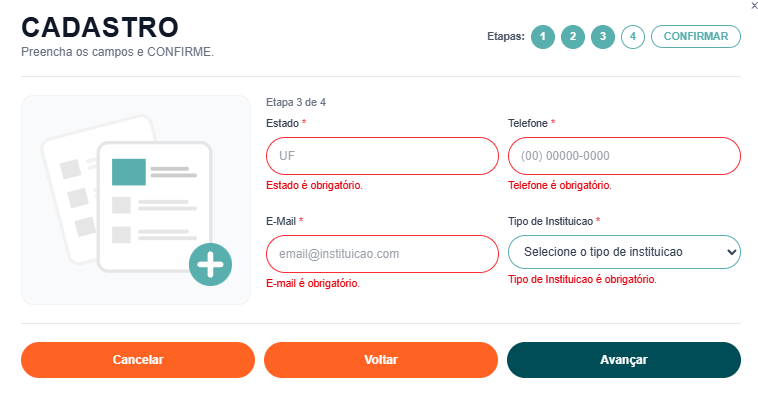 ×
CADASTRO
Preencha os campos e CONFIRME.
Etapas: 1 2 3 4 CONFIRMAR
Etapa 3 de 4
Estado *
Telefone *
UF
(00) 00000-0000
Estado é obrigatório.
Telefone é obrigatório.
E-Mail *
Tipo de Instituicao *
email@instituicao.com
Selecione o tipo de instituicao
E-mail é obrigatório.
Tipo de Instituicao é obrigatório.
Cancelar
Voltar
Avançar